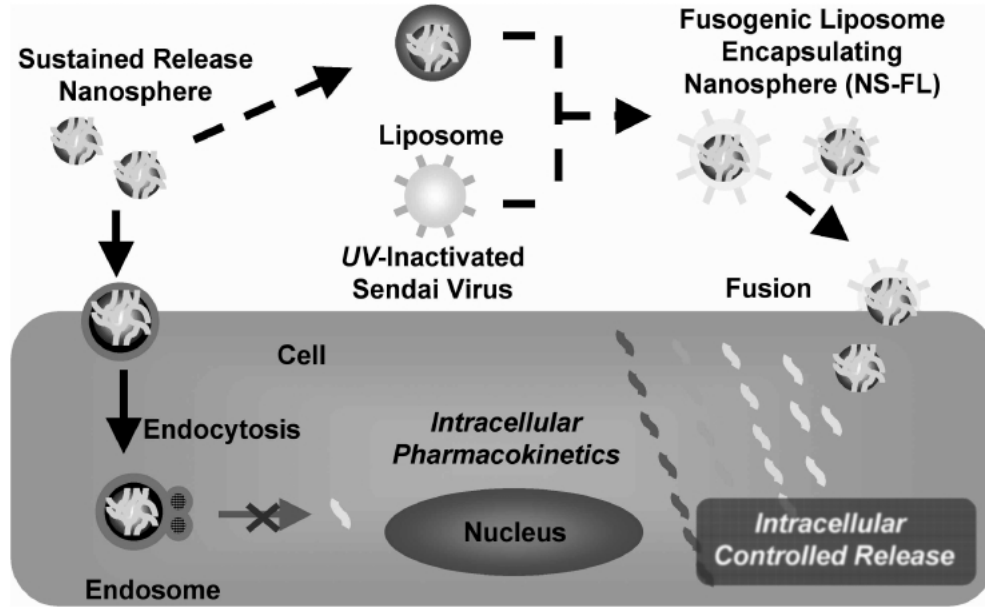 Sustained Release
Nanosphere
Liposome
UV-Inactivated
Sendai Virus
Fusogenic Liposome
Encapsulating
Nanosphere (NS-FL)
Fusion
Cell
Endocytosis
Intracellular
Pharmacokinetics
Nucleus
Endosome
Intracellular
Controlled Release